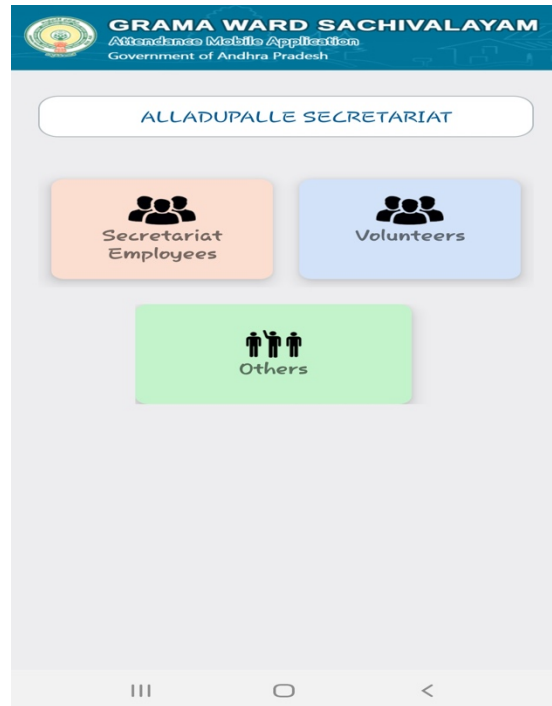 GRAMA WARD SACHIVALAYAM
Attendance Mobile Application
Government of Andhra Pradesh
ALLADUPALLE SECRETARIAT
Secretariat
Employees
Volunteers
Others